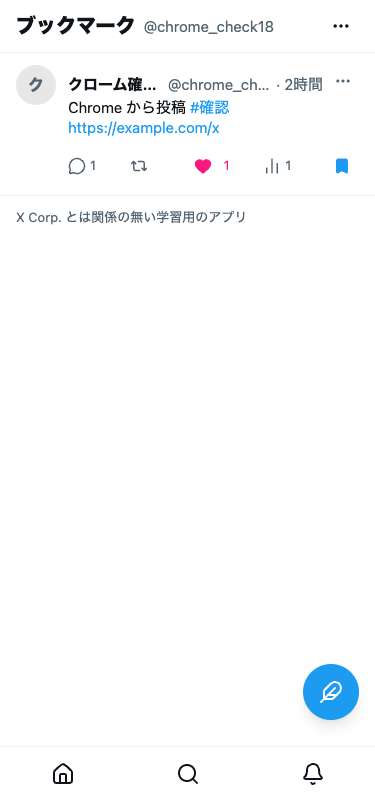 ブックマーク @chrome_check18
ク
クローム確... @chrome_ch... · 2時間
Chrome から投稿 #確認
https://example.com/x
1 1 1
X Corp. とは関係の無い学習用のアプリ